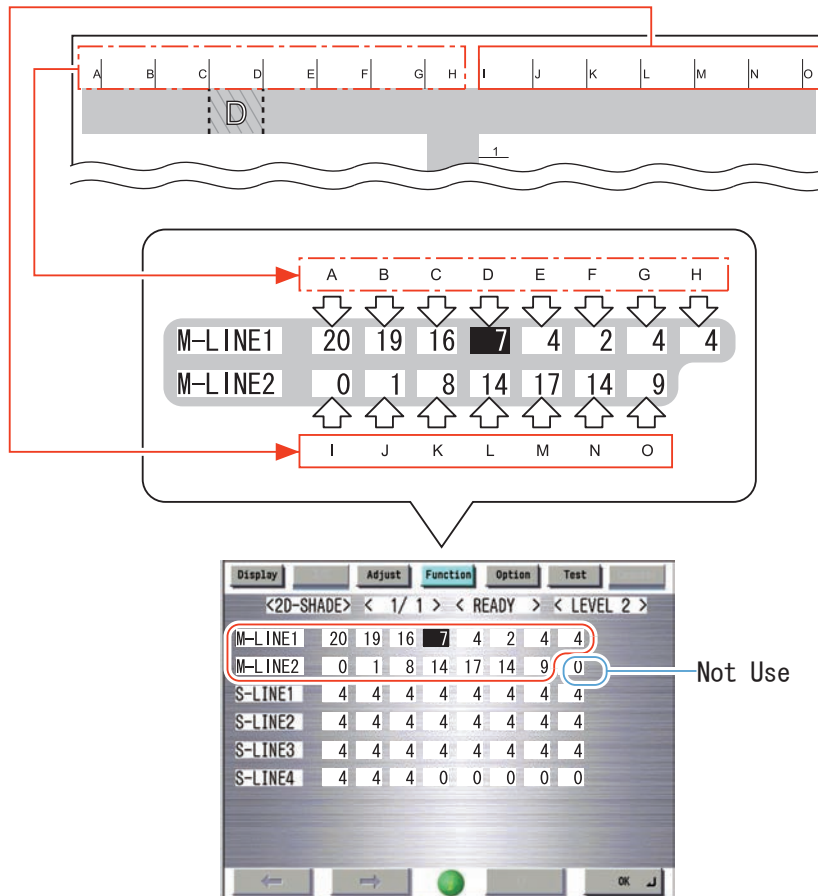 A B C D E F G H I J K L M N O
D
1
A B C D E F G H
M-LINE1 20 19 16 7 4 2 4 4
M-LINE2 0 1 8 14 17 14 9
I J K L M N O
Display Adjust Function Option Test
<2D-SHADE> < 1/ 1 > < READY > < LEVEL 2 >
M-LINE1 20 19 16 7 4 2 4 4
M-LINE2 0 1 8 14 17 14 9 0
Not Use
S-LINE1 4 4 4 4 4 4 4 4
S-LINE2 4 4 4 4 4 4 4 4
S-LINE3 4 4 4 4 4 4 4 4
S-LINE4 4 4 4 0 0 0 0 0
OK